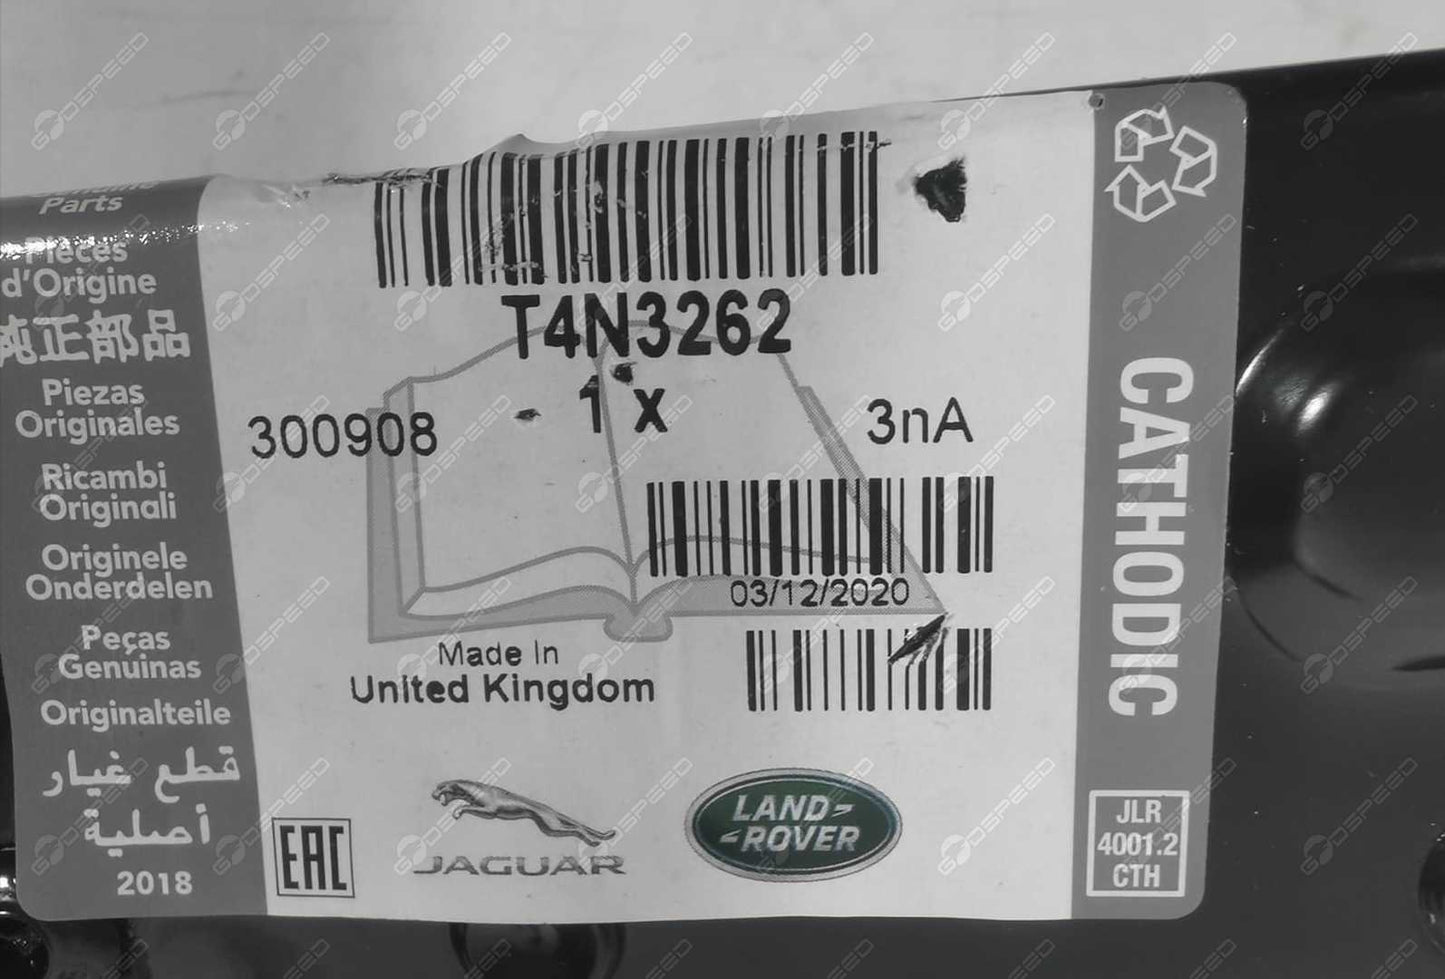 Genuine
Parts
Pièces
d'Origine
純正部品
Piezas
Originales
Ricambi
Originali
Originele
Onderdelen
Peças
Genuinas
Originalteile
قطع غيار
أصلية
2018
T4N3262
1 X
300908
3nA
03/12/2020
Made In
United Kingdom
EAC
JAGUAR
LAND-
-ROVER
CATHODIC
JLR
4001.2
CTH
GODSPEED